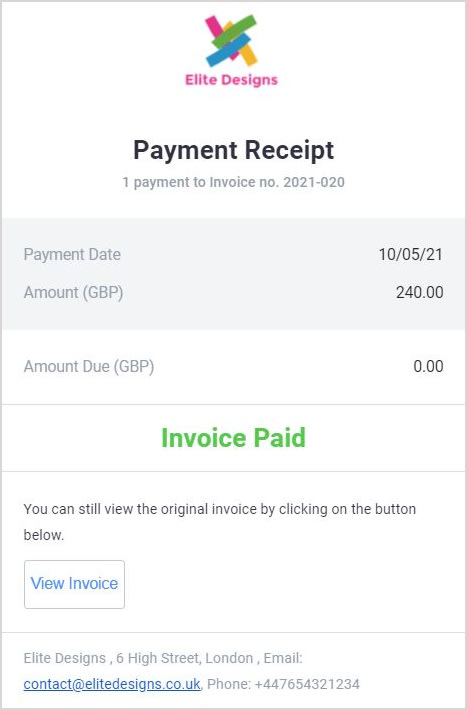 Elite Designs
Payment Receipt
1 payment to Invoice no. 2021-020
Payment Date 10/05/21
Amount (GBP) 240.00
Amount Due (GBP) 0.00
Invoice Paid
You can still view the original invoice by clicking on the button
below.
View Invoice
Elite Designs , 6 High Street, London , Email:
contact@elitedesigns.co.uk, Phone: +447654321234